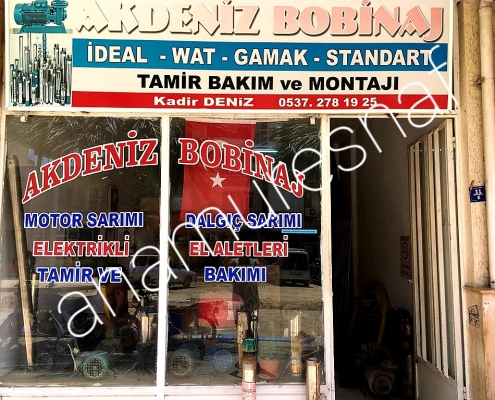 AKDENİZ BOBİNAJ
İDEAL - WAT - GAMAK - STANDART
TAMİR BAKIM ve MONTAJI
Kadir DENİZ 0537. 278 19 25
AKDENİZ BOBİNAJ
MOTOR SARIMI DALGIÇ SARIMI
ELEKTRİKLİ EL ALETLERİ
TAMİR VE BAKIMI
anamuresnaf